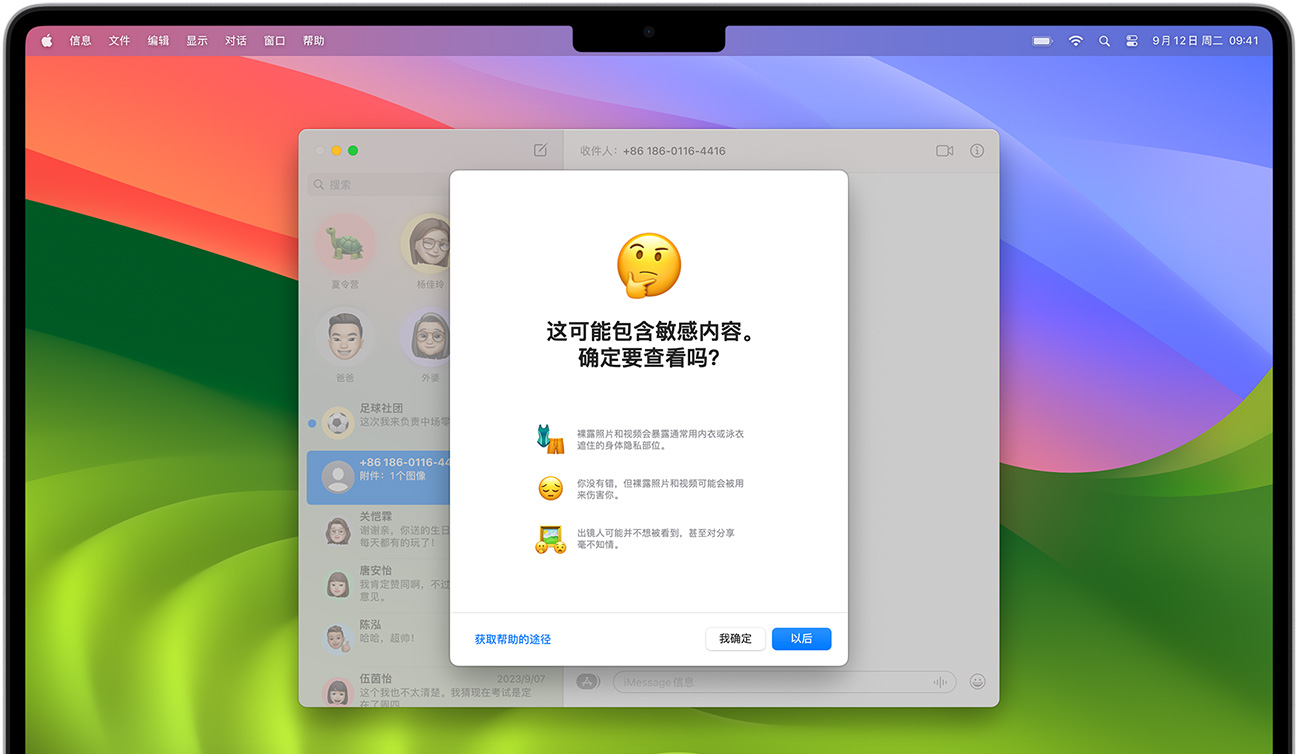 信息 文件 编辑 显示 对话 窗口 帮助 9月12日 周二 09:41
收件人：+86 186-0116-4416
搜索
夏令营 杨佳玲
爸爸 外婆
足球社团
这次我来负责中场零
+86 186-0116-44
附件：1个图像
关恺霖
谢谢亲，你送的生日
每天都有的玩了！
唐安怡
我肯定赞同啊，不过
意见。
陈泓
哈哈，超帅！
伍茵怡 2023/9/07
这个我也不太清楚。我猜现在考试是定
在了周四
这可能包含敏感内容。
确定要查看吗？
裸露照片和视频会暴露通常用内衣或泳衣
遮住的身体隐私部位。
你没有错，但裸露照片和视频可能会被用
来伤害你。
出镜人可能并不想被看到，甚至对分享
毫不知情。
获取帮助的途径 我确定 以后
iMessage 信息